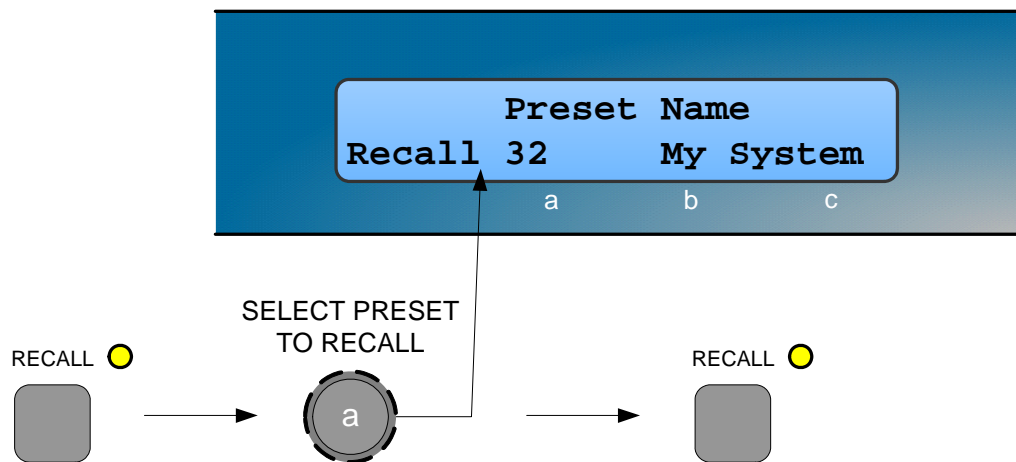 Preset Name
Recall 32 My System
a b c
SELECT PRESET
TO RECALL
RECALL
a
RECALL